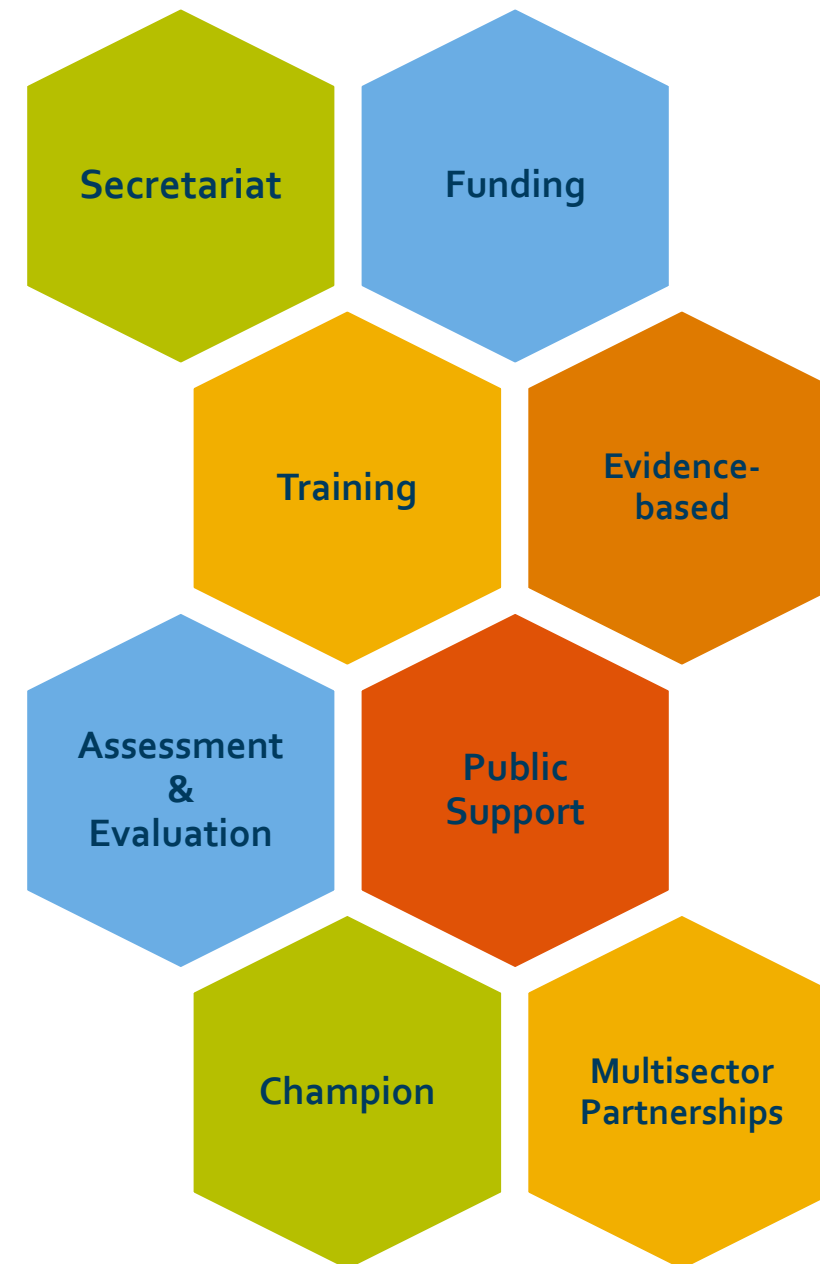 Secretariat
Funding
Training
Evidence-
based
Assessment
&
Evaluation
Public
Support
Champion
Multisector
Partnerships